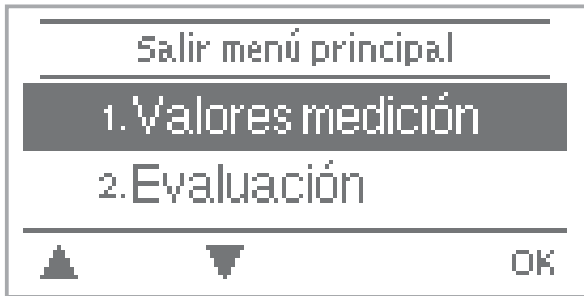 Salir menú principal
1.Valores medición
2.Evaluación
▲ ▼ OK